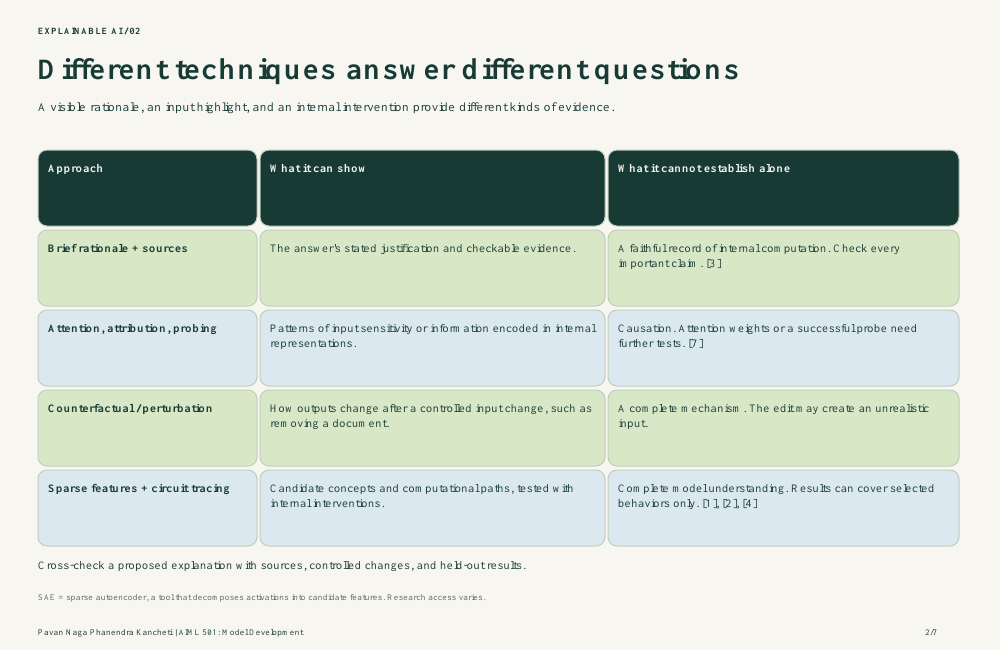 EXPLAINABLE AI/02
Different techniques answer different questions
A visible rationale, an input highlight, and an internal intervention provide different kinds of evidence.
Approach
What it can show
What it cannot establish alone
Brief rationale + sources
The answer's stated justification and checkable evidence.
A faithful record of internal computation. Check every
important claim. [3]
Attention, attribution, probing
Patterns of input sensitivity or information encoded in internal
representations.
Causation. Attention weights or a successful probe need
further tests. [7]
Counterfactual / perturbation
How outputs change after a controlled input change, such as
removing a document.
A complete mechanism. The edit may create an unrealistic
input.
Sparse features + circuit tracing
Candidate concepts and computational paths, tested with
internal interventions.
Complete model understanding. Results can cover selected
behaviors only. [1], [2], [4]
Cross-check a proposed explanation with sources, controlled changes, and held-out results.
SAE = sparse autoencoder, a tool that decomposes activations into candidate features. Research access varies.
Pavan Naga Phanendra Kancheti | AIML 501: Model Development
2/7